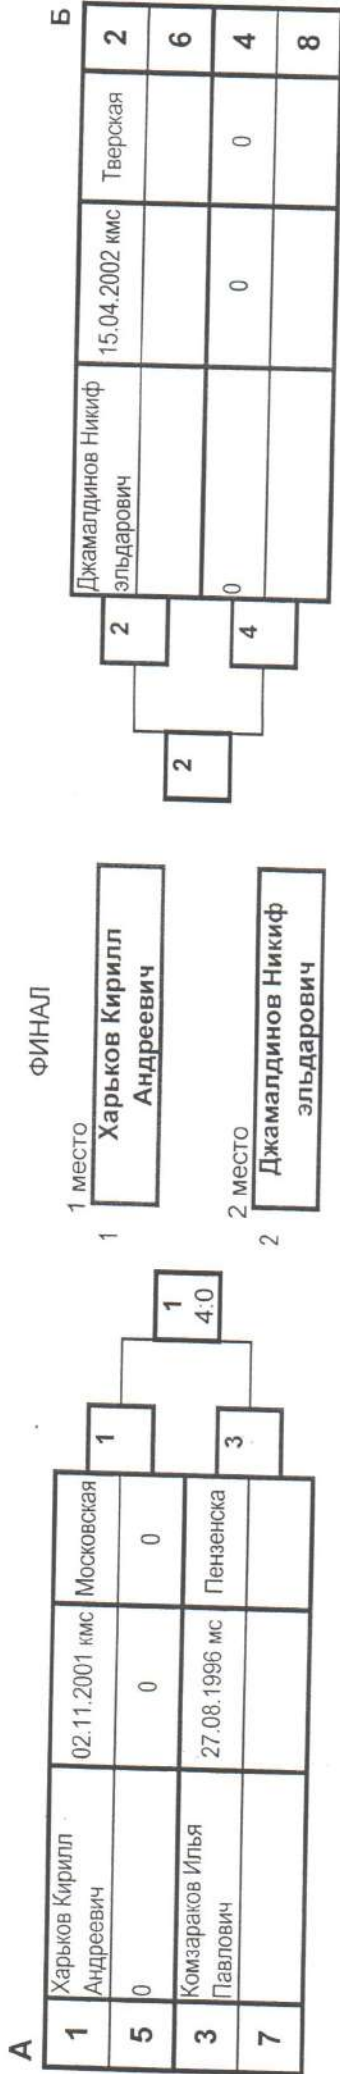 А
1 Харьков Кирилл Андреевич 02.11.2001 кмс Московская
5 0 0 0
3 Комзараков Илья Павлович 27.08.1996 мс Пензенска
7
1
3
1
4:0
ФИНАЛ
1 место
1 Харьков Кирилл
Андреевич
2 место
2 Джамалдинов Никиф
эльдарович
Б
2
2
4
Джамалдинов Никиф эльдарович 15.04.2002 кмс Тверская 2
6
0 0 0 4
8